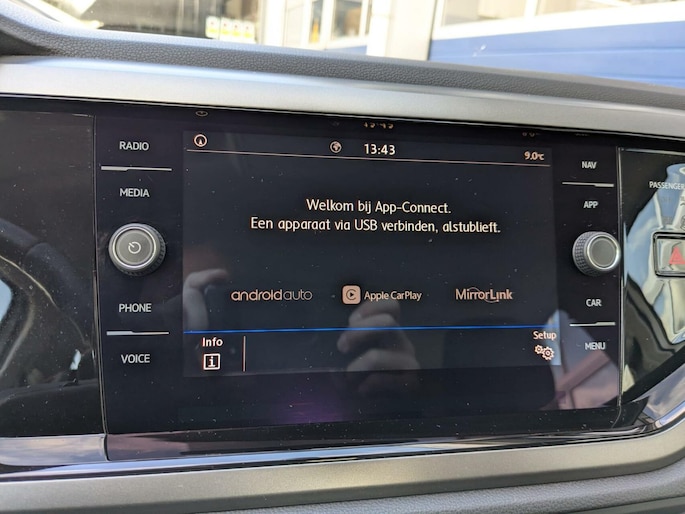 RADIO
MEDIA
PHONE
VOICE
13:43
9.0°C
Welkom bij App-Connect.
Een apparaat via USB verbinden, alstublieft.
androidauto
Apple CarPlay
MirrorLink
Info
Setup
NAV
APP
CAR
MENU
PASSENGER